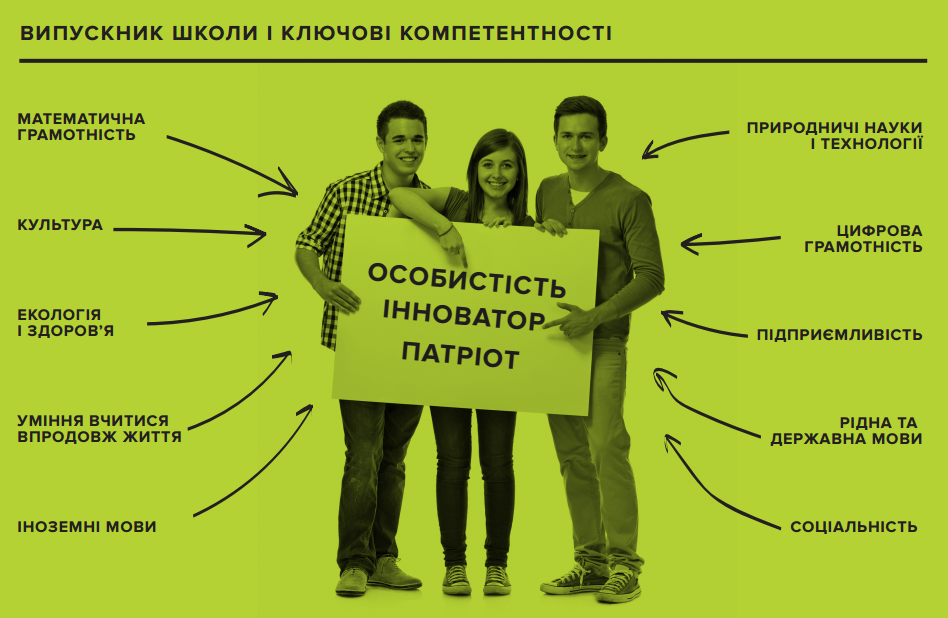 ВИПУСКНИК ШКОЛИ І КЛЮЧОВІ КОМПЕТЕНТНОСТІ
МАТЕМАТИЧНА
ГРАМОТНІСТЬ
КУЛЬТУРА
ЕКОЛОГІЯ
І ЗДОРОВ'Я
УМІННЯ ВЧИТИСЯ
ВПРОДОВЖ ЖИТТЯ
ІНОЗЕМНІ МОВИ
ОСОБИСТІСТЬ
ІННОВАТОР
ПАТРІОТ
ПРИРОДНИЧІ НАУКИ
І ТЕХНОЛОГІЇ
ЦИФРОВА
ГРАМОТНІСТЬ
ПІДПРИЄМЛИВІСТЬ
РІДНА ТА
ДЕРЖАВНА МОВИ
СОЦІАЛЬНІСТЬ